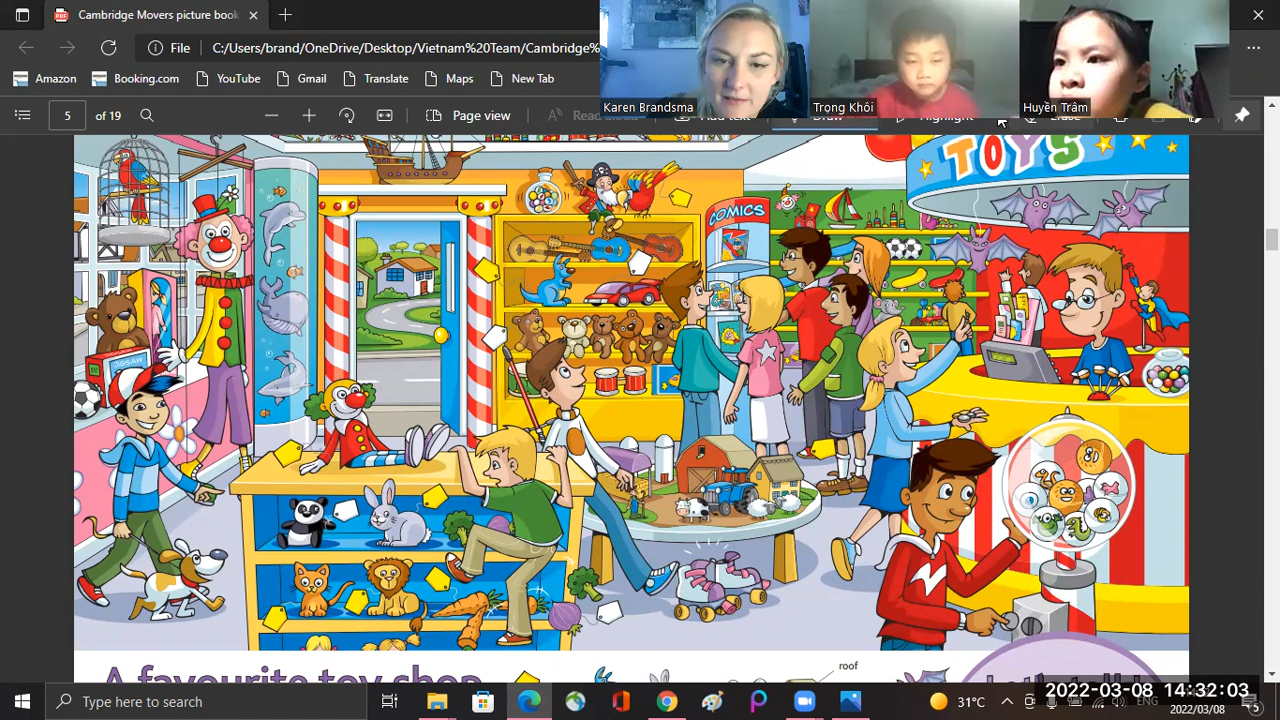 Cambridge Movers picture book
File
C:/Users/brand/OneDrive/Desktop/Vietnam%20Team/Cambridge%
Amazon
Booking.com
YouTube
Gmail
Translate
Maps
New Tab
5 of 19
Page view
Karen Brandsma
Trọng Khôi
Huyền Trâm
TOYS
COMICS
JIGSAW
A favourite toy shop
roof
Type here to search
31°C
ENG
2022-03-08 14:32:03
2022/03/08